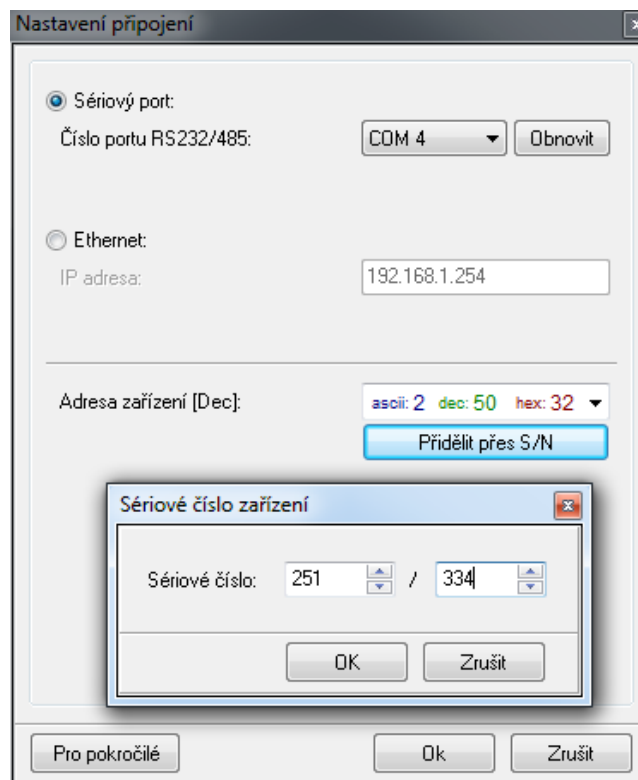 Nastavení připojení
Sériový port:
Číslo portu RS232/485: COM 4 Obnovit
Ethernet:
IP adresa: 192.168.1.254
Adresa zařízení [Dec]: ascii: 2 dec: 50 hex: 32
Přidělit přes S/N
Sériové číslo zařízení
Sériové číslo: 251 / 334
OK Zrušit
Pro pokročilé Ok Zrušit